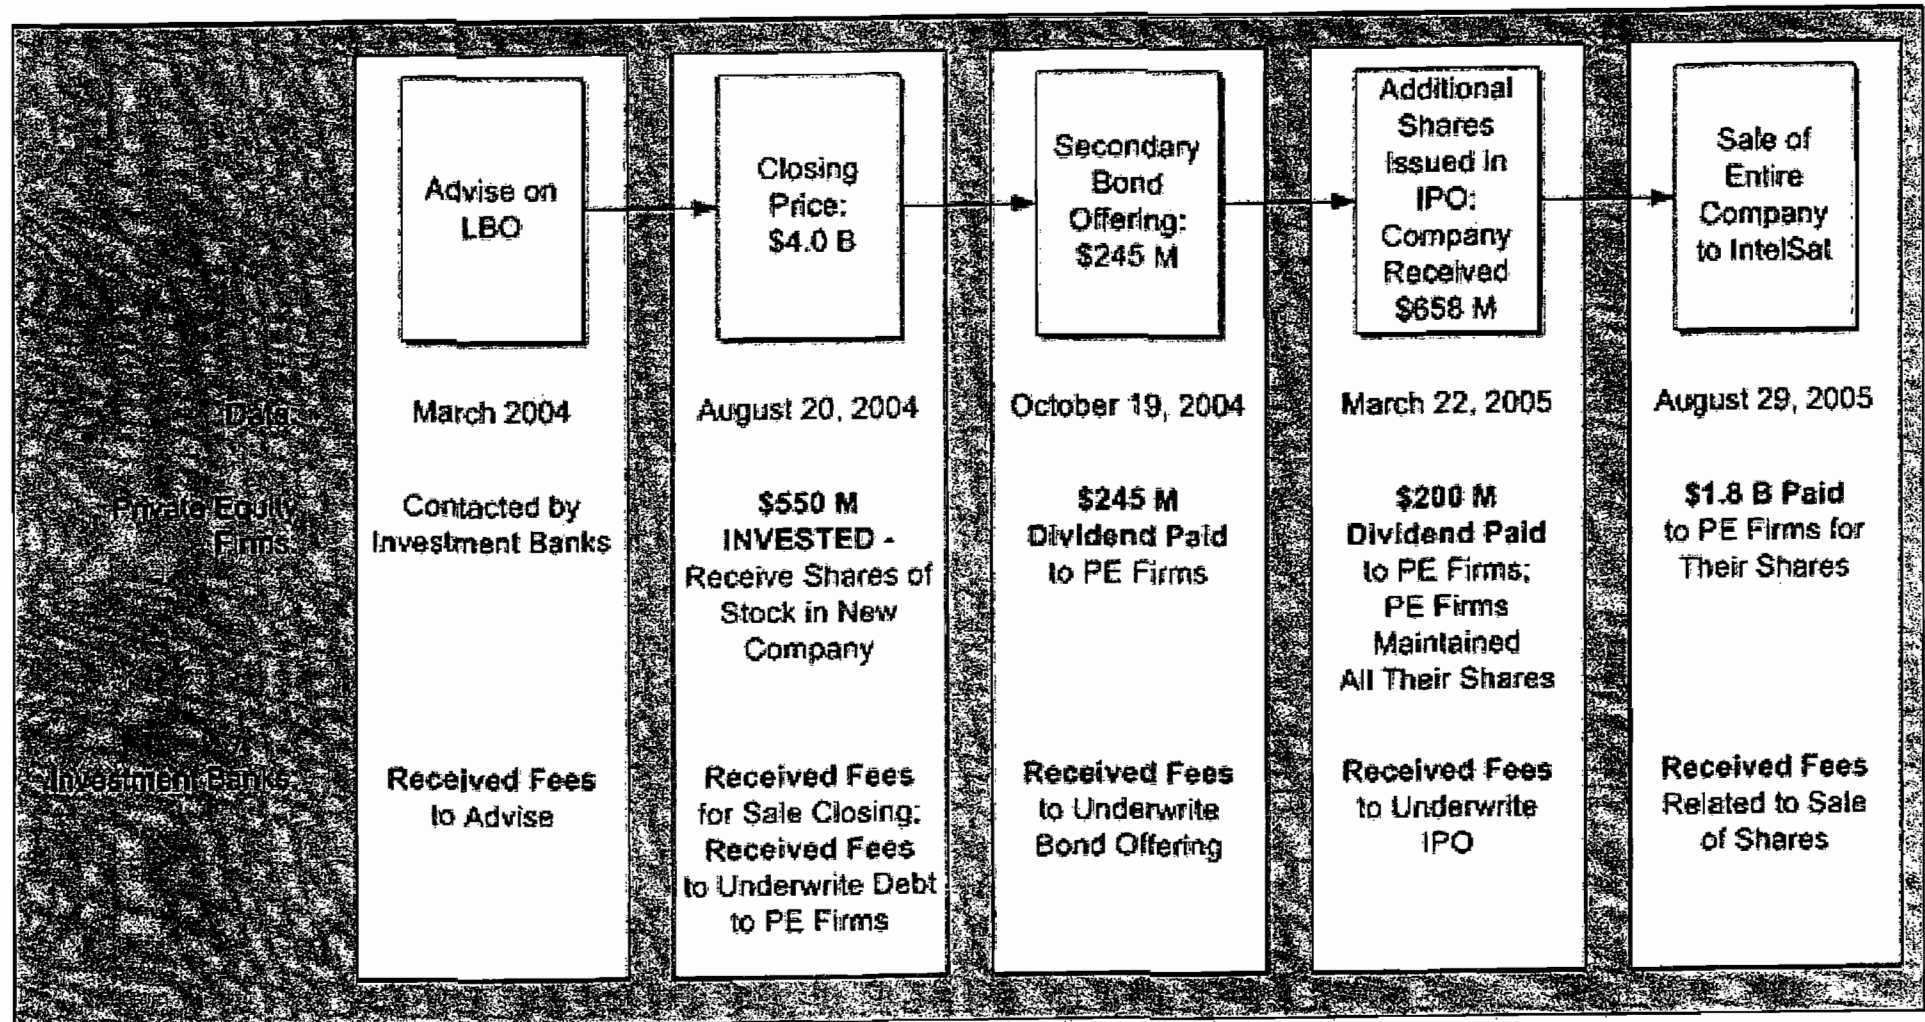 Advise on
LBO
Closing
Price:
$4.0 B
Secondary
Bond
Offering:
$245 M
Additional
Shares
Issued in
IPO:
Company
Received
$658 M
Sale of
Entire
Company
to IntelSat
Date:
March 2004
August 20, 2004
October 19, 2004
March 22, 2005
August 29, 2005
Private Equity
Firms:
Contacted by
Investment Banks
$550 M
INVESTED -
Receive Shares of
Stock in New
Company
$245 M
Dividend Paid
to PE Firms
$200 M
Dividend Paid
to PE Firms;
PE Firms
Maintained
All Their Shares
$1.8 B Paid
to PE Firms for
Their Shares
Investment Banks:
Received Fees
to Advise
Received Fees
for Sale Closing;
Received Fees
to Underwrite Debt
to PE Firms
Received Fees
to Underwrite
Bond Offering
Received Fees
to Underwrite
IPO
Received Fees
Related to Sale
of Shares